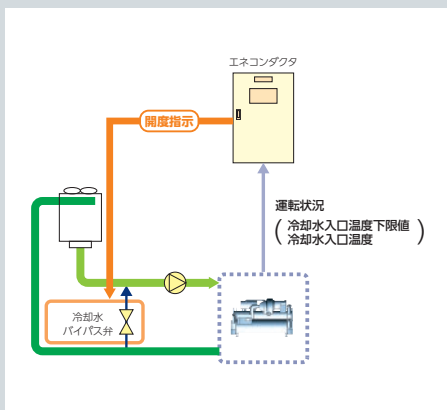 エネコンダクタ
開度指示
運転状況
(冷却水入口温度下限値
冷却水入口温度)
冷却水
バイパス弁